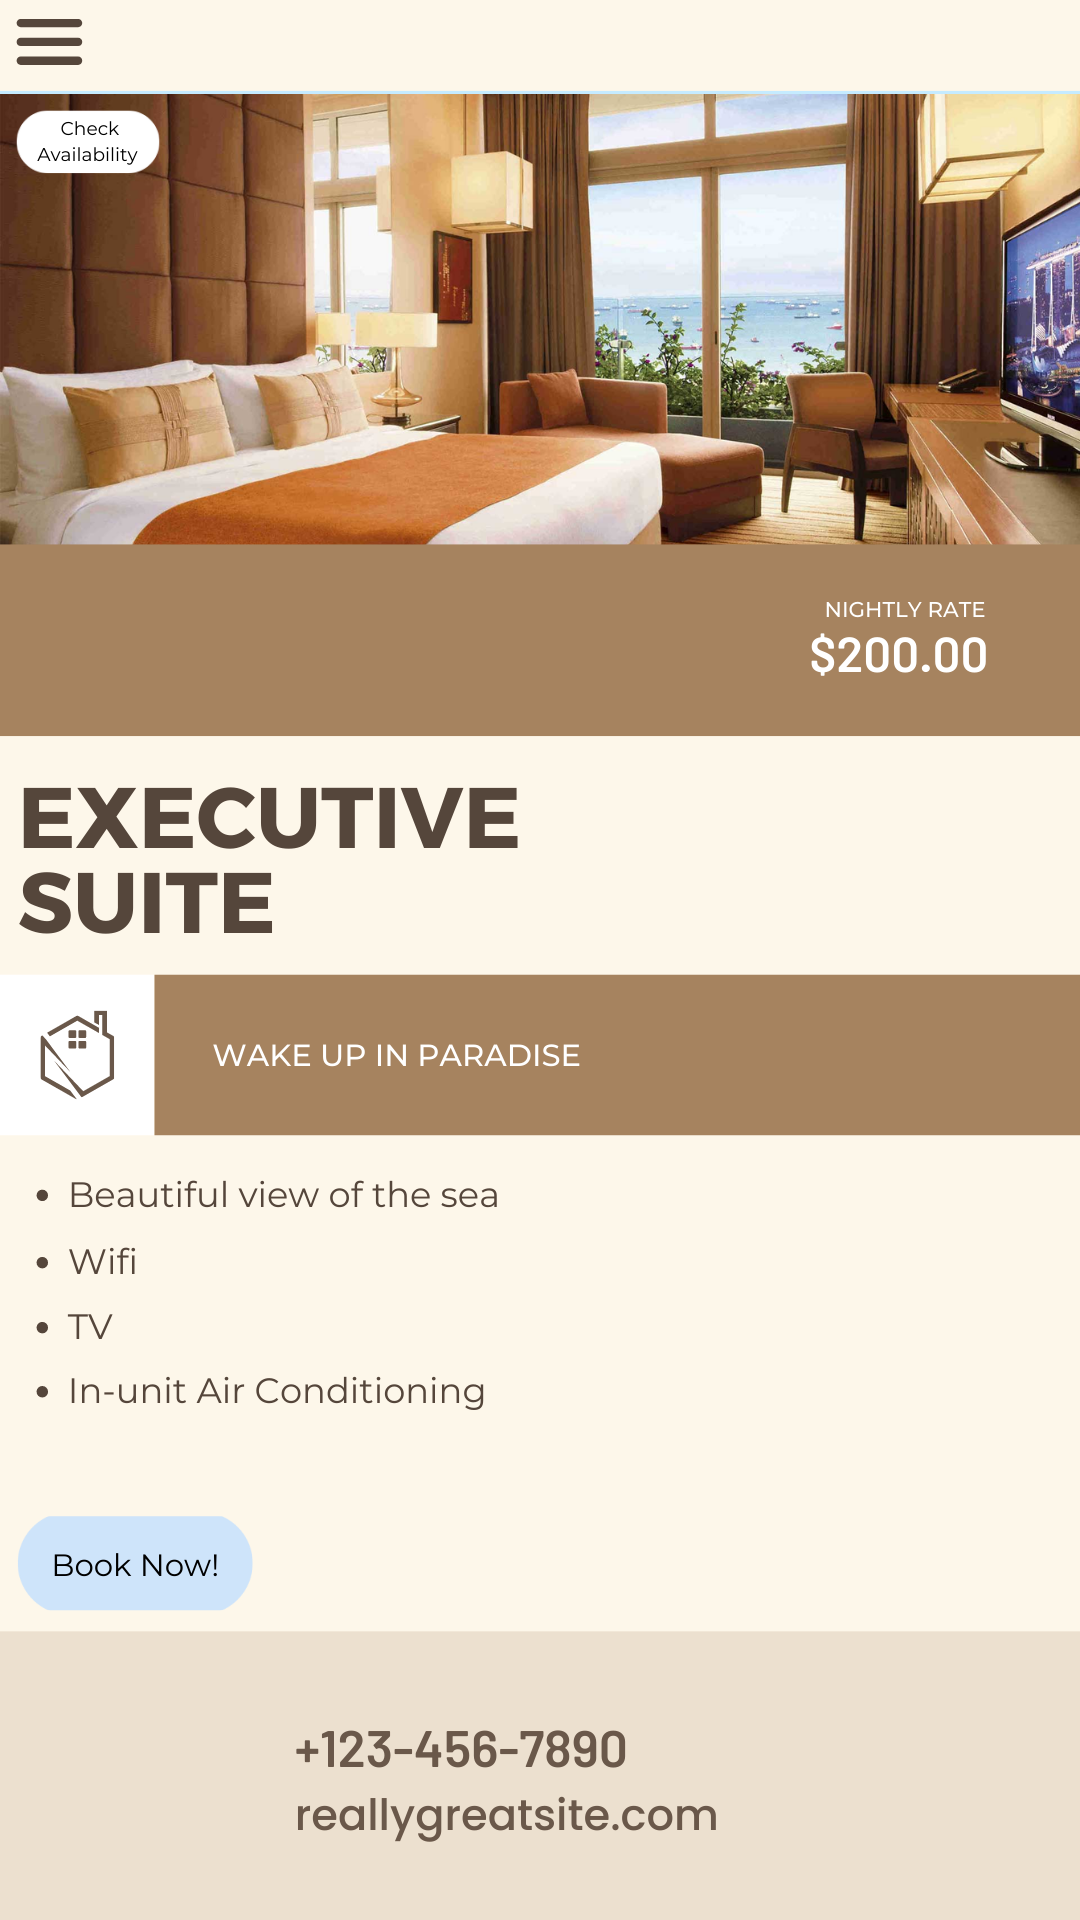 Check
Availability
NIGHTLY RATE
$200.00
EXECUTIVE
SUITE
WAKE UP IN PARADISE
• Beautiful view of the sea
• Wifi
• TV
• In-unit Air Conditioning
Book Now!
+123-456-7890
reallygreatsite.com